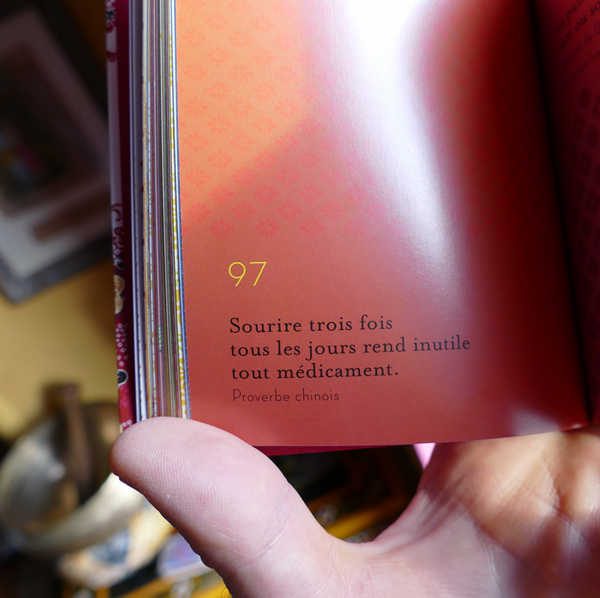 97
Sourire trois fois
tous les jours rend inutile
tout médicament.
Proverbe chinois